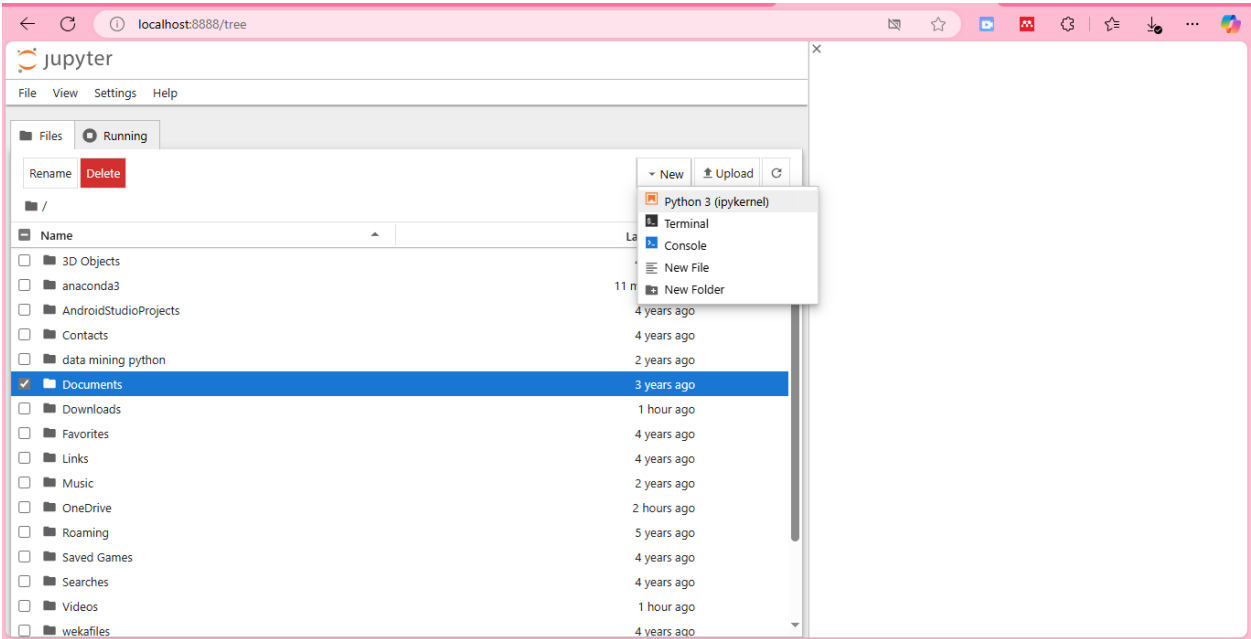 localhost:8888/tree
jupyter
File View Settings Help
Files Running
Rename Delete New Upload
/
Python 3 (ipykernel)
Terminal
Console
New File
New Folder
Name La
3D Objects
anaconda3 11 m
AndroidStudioProjects 4 years ago
Contacts 4 years ago
data mining python 2 years ago
Documents 3 years ago
Downloads 1 hour ago
Favorites 4 years ago
Links 4 years ago
Music 2 years ago
OneDrive 2 hours ago
Roaming 5 years ago
Saved Games 4 years ago
Searches 4 years ago
Videos 1 hour ago
wekafiles 4 years ago